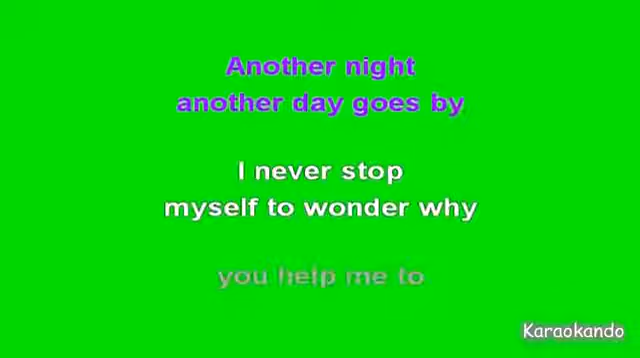 Another night
another day goes by
I never stop
myself to wonder why
you help me to
Karaokando